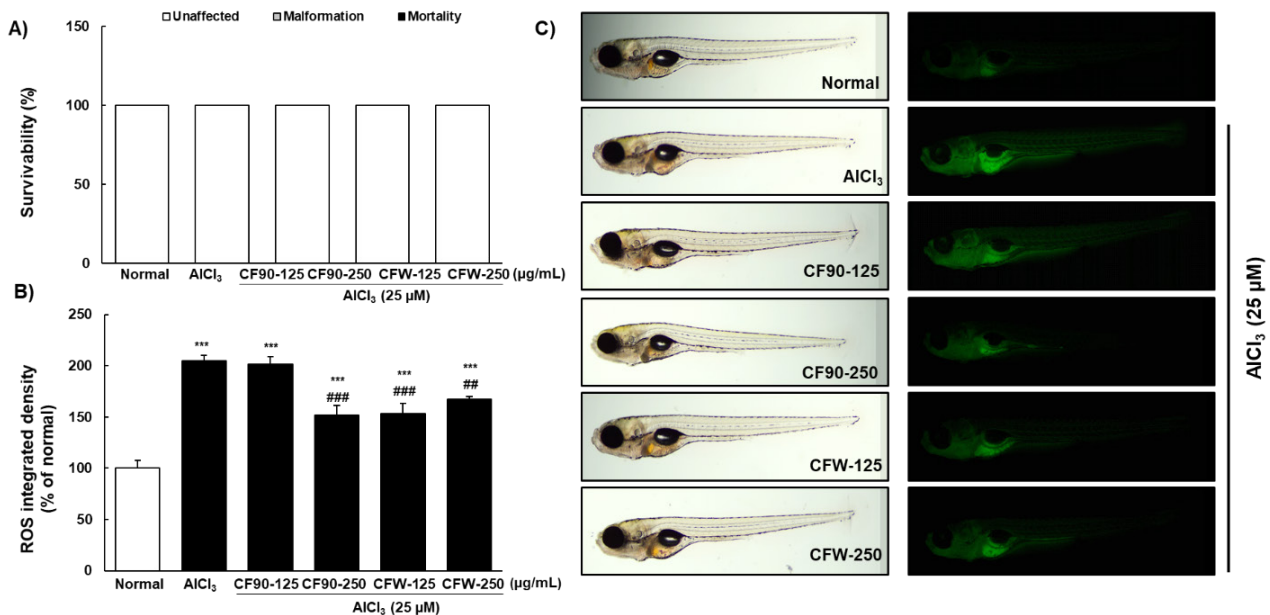 A)
Unaffected Malformation Mortality
Survivability (%)
150
100
50
0
Normal AlCl₃ CF90-125 CF90-250 CFW-125 CFW-250 (µg/mL)
AlCl₃ (25 µM)
B)
ROS integrated density
(% of normal)
250
200
150
100
50
0
***
***
***
###
***
###
***
##
Normal AlCl₃ CF90-125 CF90-250 CFW-125 CFW-250 (µg/mL)
AlCl₃ (25 µM)
C)
Normal
AlCl₃
CF90-125
CF90-250
CFW-125
CFW-250
AlCl₃ (25 µM)